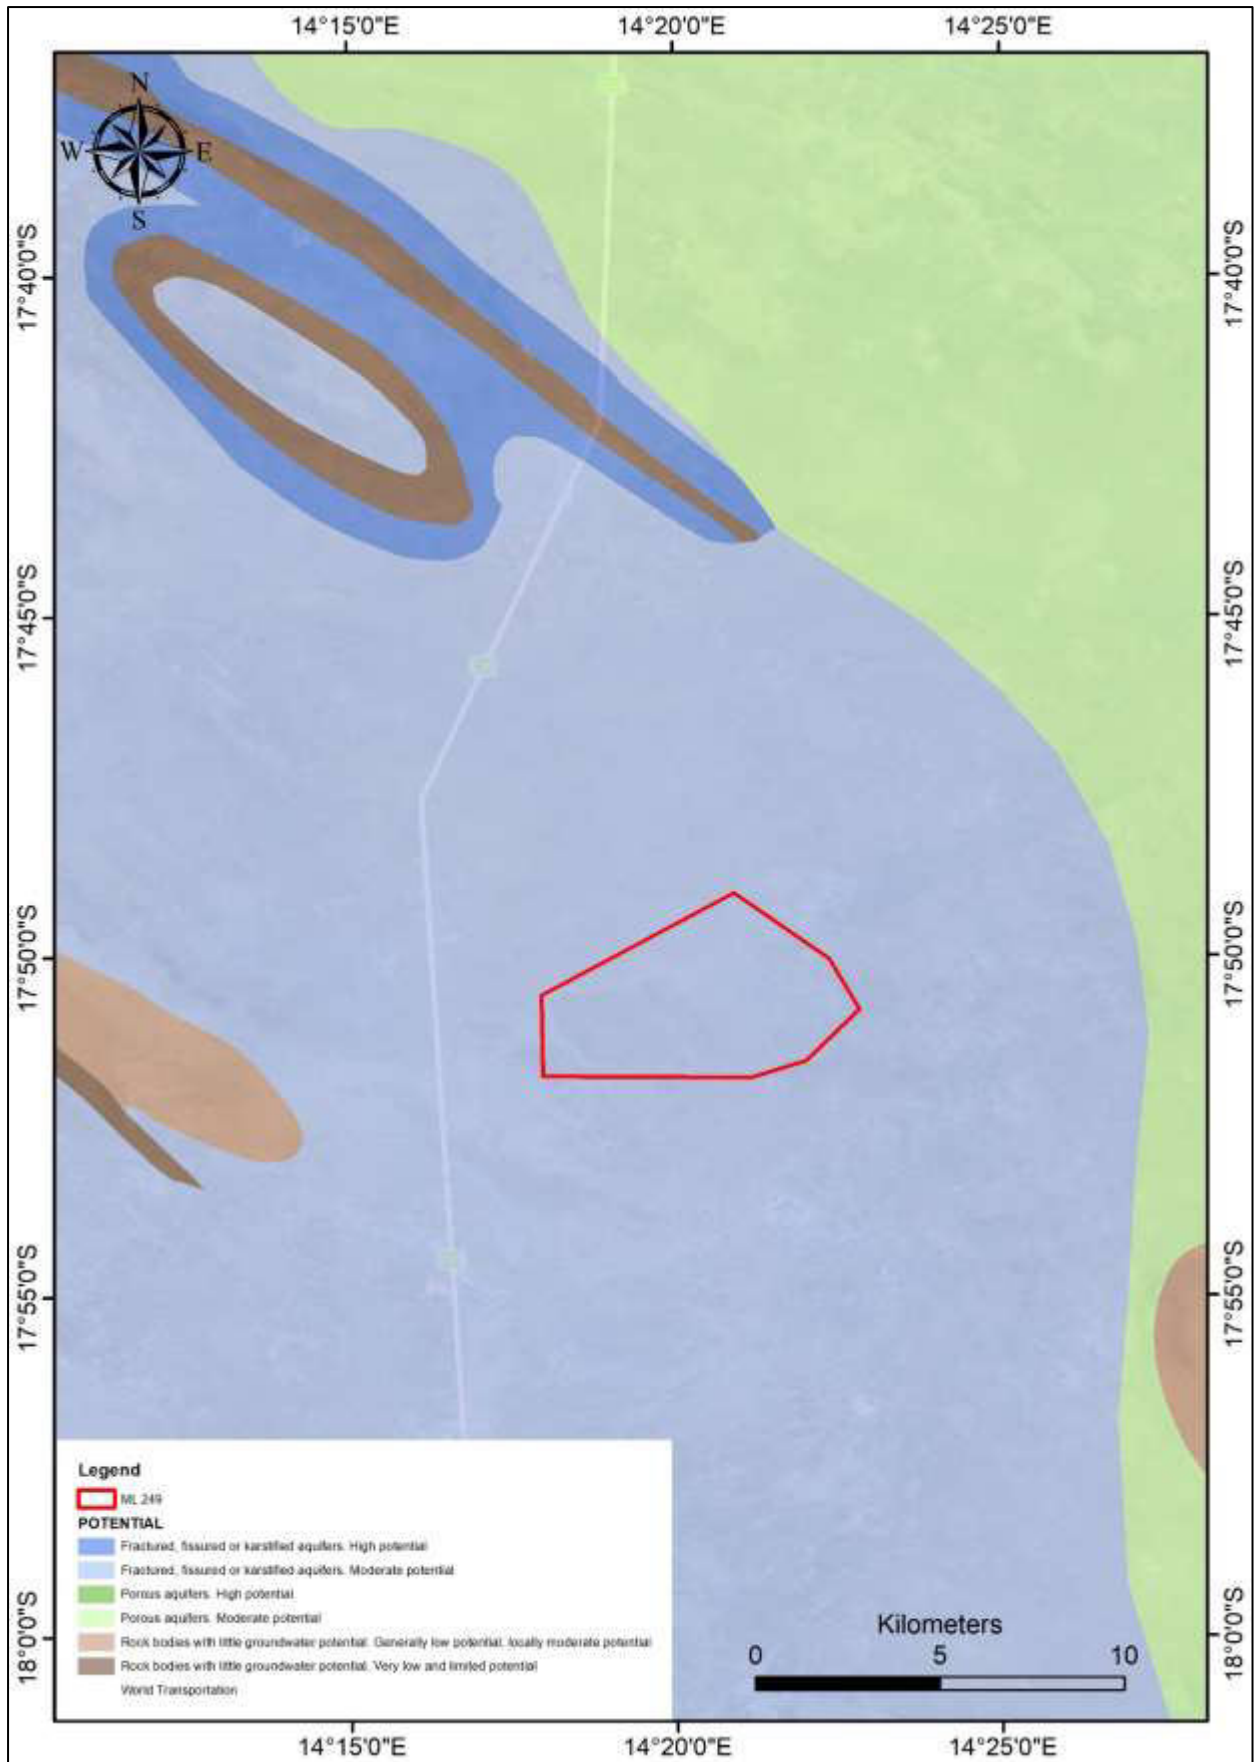 14°15'0"E 14°20'0"E 14°25'0"E
N
W E
S
17°40'0"S 17°40'0"S
17°45'0"S 17°45'0"S
17°50'0"S 17°50'0"S
17°55'0"S 17°55'0"S
18°0'0"S 18°0'0"S
Legend
ML 249
POTENTIAL
Fractured, fissured or karstified aquifers. High potential
Fractured, fissured or karstified aquifers. Moderate potential
Porous aquifers. High potential
Porous aquifers. Moderate potential
Rock bodies with little groundwater potential. Generally low potential, locally moderate potential
Rock bodies with little groundwater potential. Very low and limited potential
World Transportation
Kilometers
0 5 10
14°15'0"E 14°20'0"E 14°25'0"E